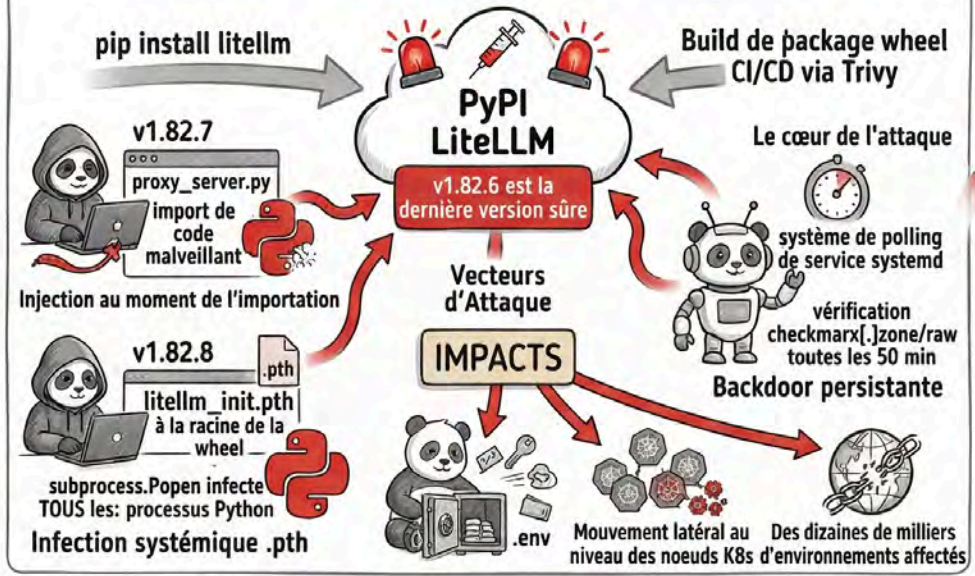 pip install litellm
Build de package wheel
CI/CD via Trivy
PyPI
LiteLLM
v1.82.6 est la
dernière version sûre
v1.82.7
proxy_server.py
import de
code
malveillant
Injection au moment de l'importation
v1.82.8
.pth
litellm_init.pth
à la racine de la
wheel
subprocess.Popen infecte
TOUS les: processus Python
Infection systémique .pth
Vecteurs
d'Attaque
IMPACTS
Le cœur de l'attaque
système de polling
de service systemd
vérification
checkmarx[.]zone/raw
toutes les 50 min
Backdoor persistante
.env
Mouvement latéral au
niveau des noeuds K8s
Des dizaines de milliers
d'environnements affectés